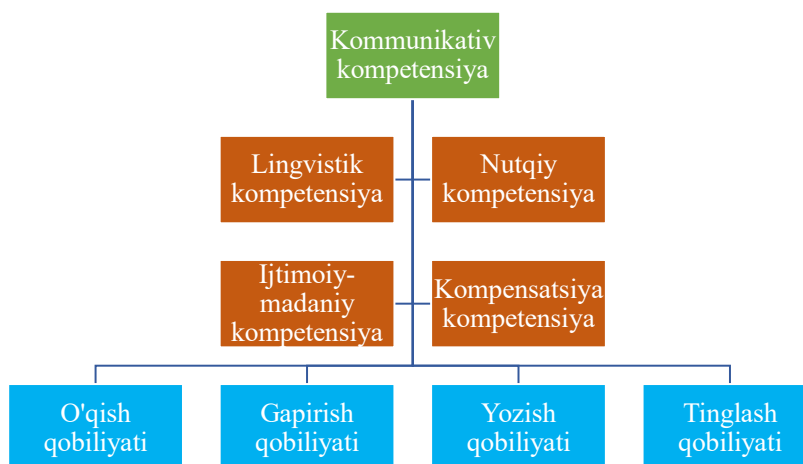 Kommunikativ
kompetensiya
Lingvistik
kompetensiya
Nutqiy
kompetensiya
Ijtimoiy-
madaniy
kompetensiya
Kompensatsiya
kompetensiya
O'qish
qobiliyati
Gapirish
qobiliyati
Yozish
qobiliyati
Tinglash
qobiliyati